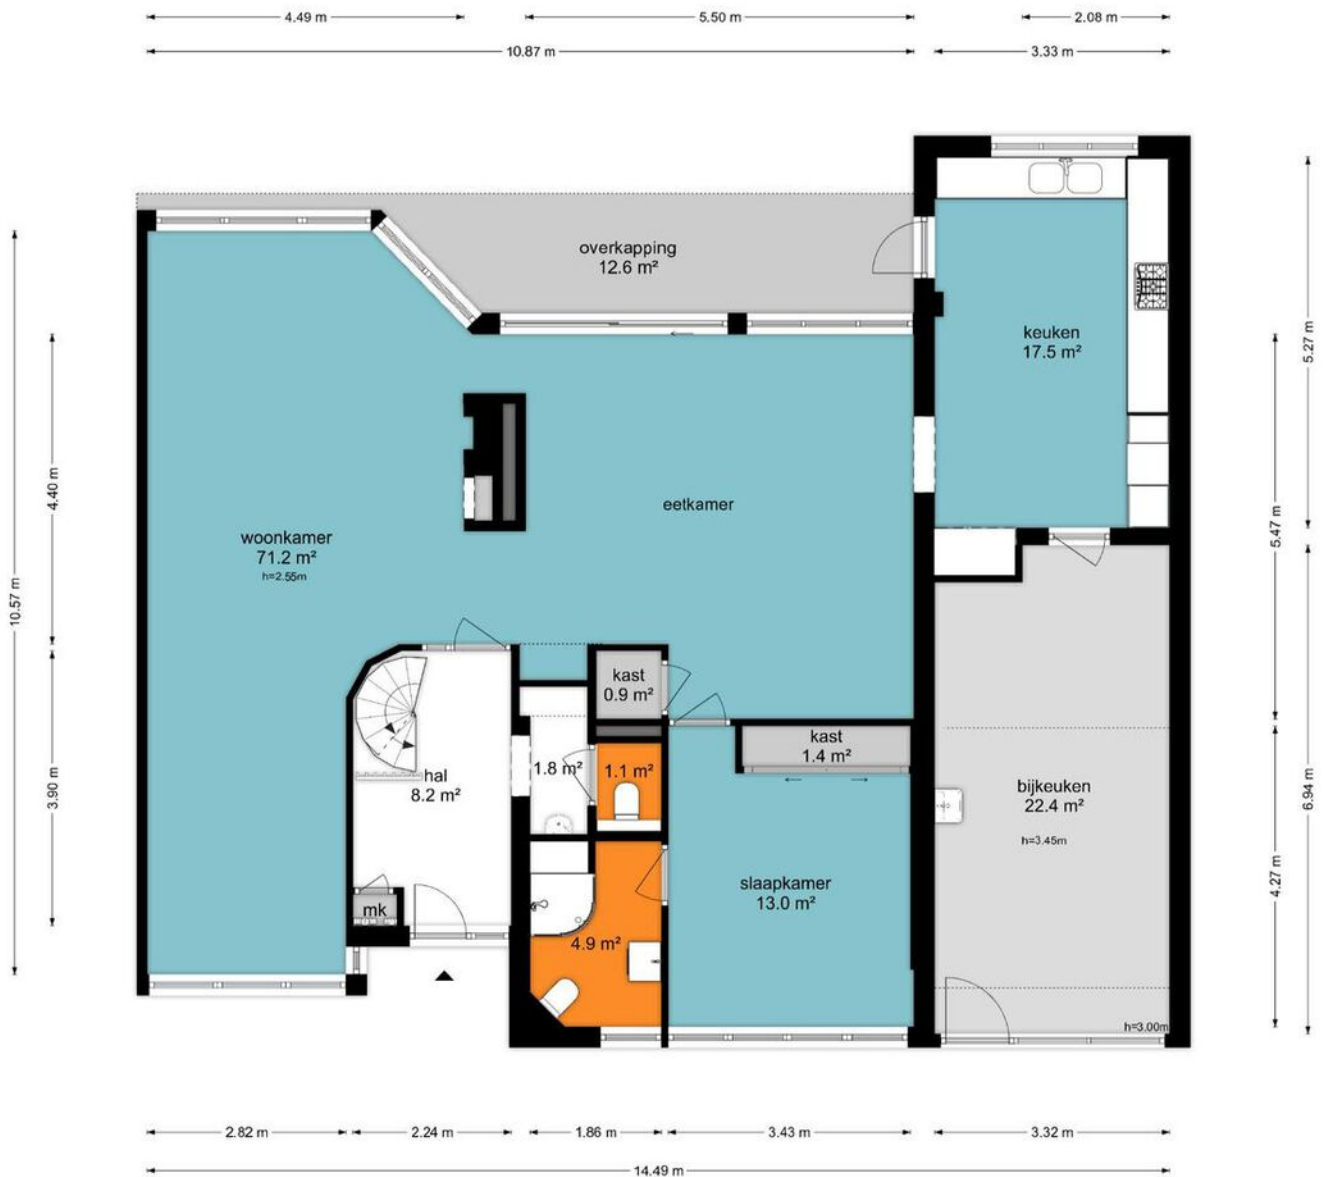 4.49 m
5.50 m
2.08 m
10.87 m
3.33 m
overkapping
12.6 m²
keuken
17.5 m²
5.27 m
4.40 m
eetkamer
woonkamer
71.2 m²
h=2.55m
5.47 m
10.57 m
kast
0.9 m²
kast
1.4 m²
hal
8.2 m²
1.8 m²
1.1 m²
3.90 m
bijkeuken
22.4 m²
h=3.45m
6.94 m
slaapkamer
13.0 m²
4.27 m
mk
4.9 m²
h=3.00m
2.82 m
2.24 m
1.86 m
3.43 m
3.32 m
14.49 m